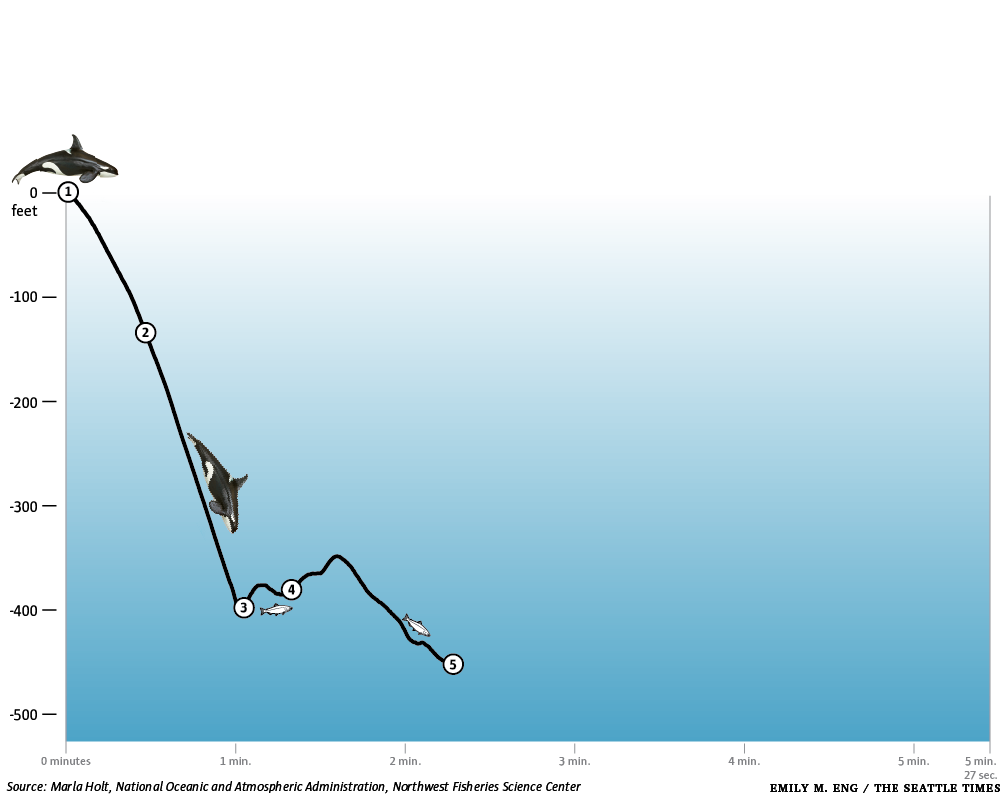 0
feet
1
-100
2
-200
-300
4
-400
3
5
-500
0 minutes
1 min.
2 min.
3 min.
4 min.
5 min.
5 min.
27 sec.
Source: Marla Holt, National Oceanic and Atmospheric Administration, Northwest Fisheries Science Center
EMILY M. ENG / THE SEATTLE TIMES